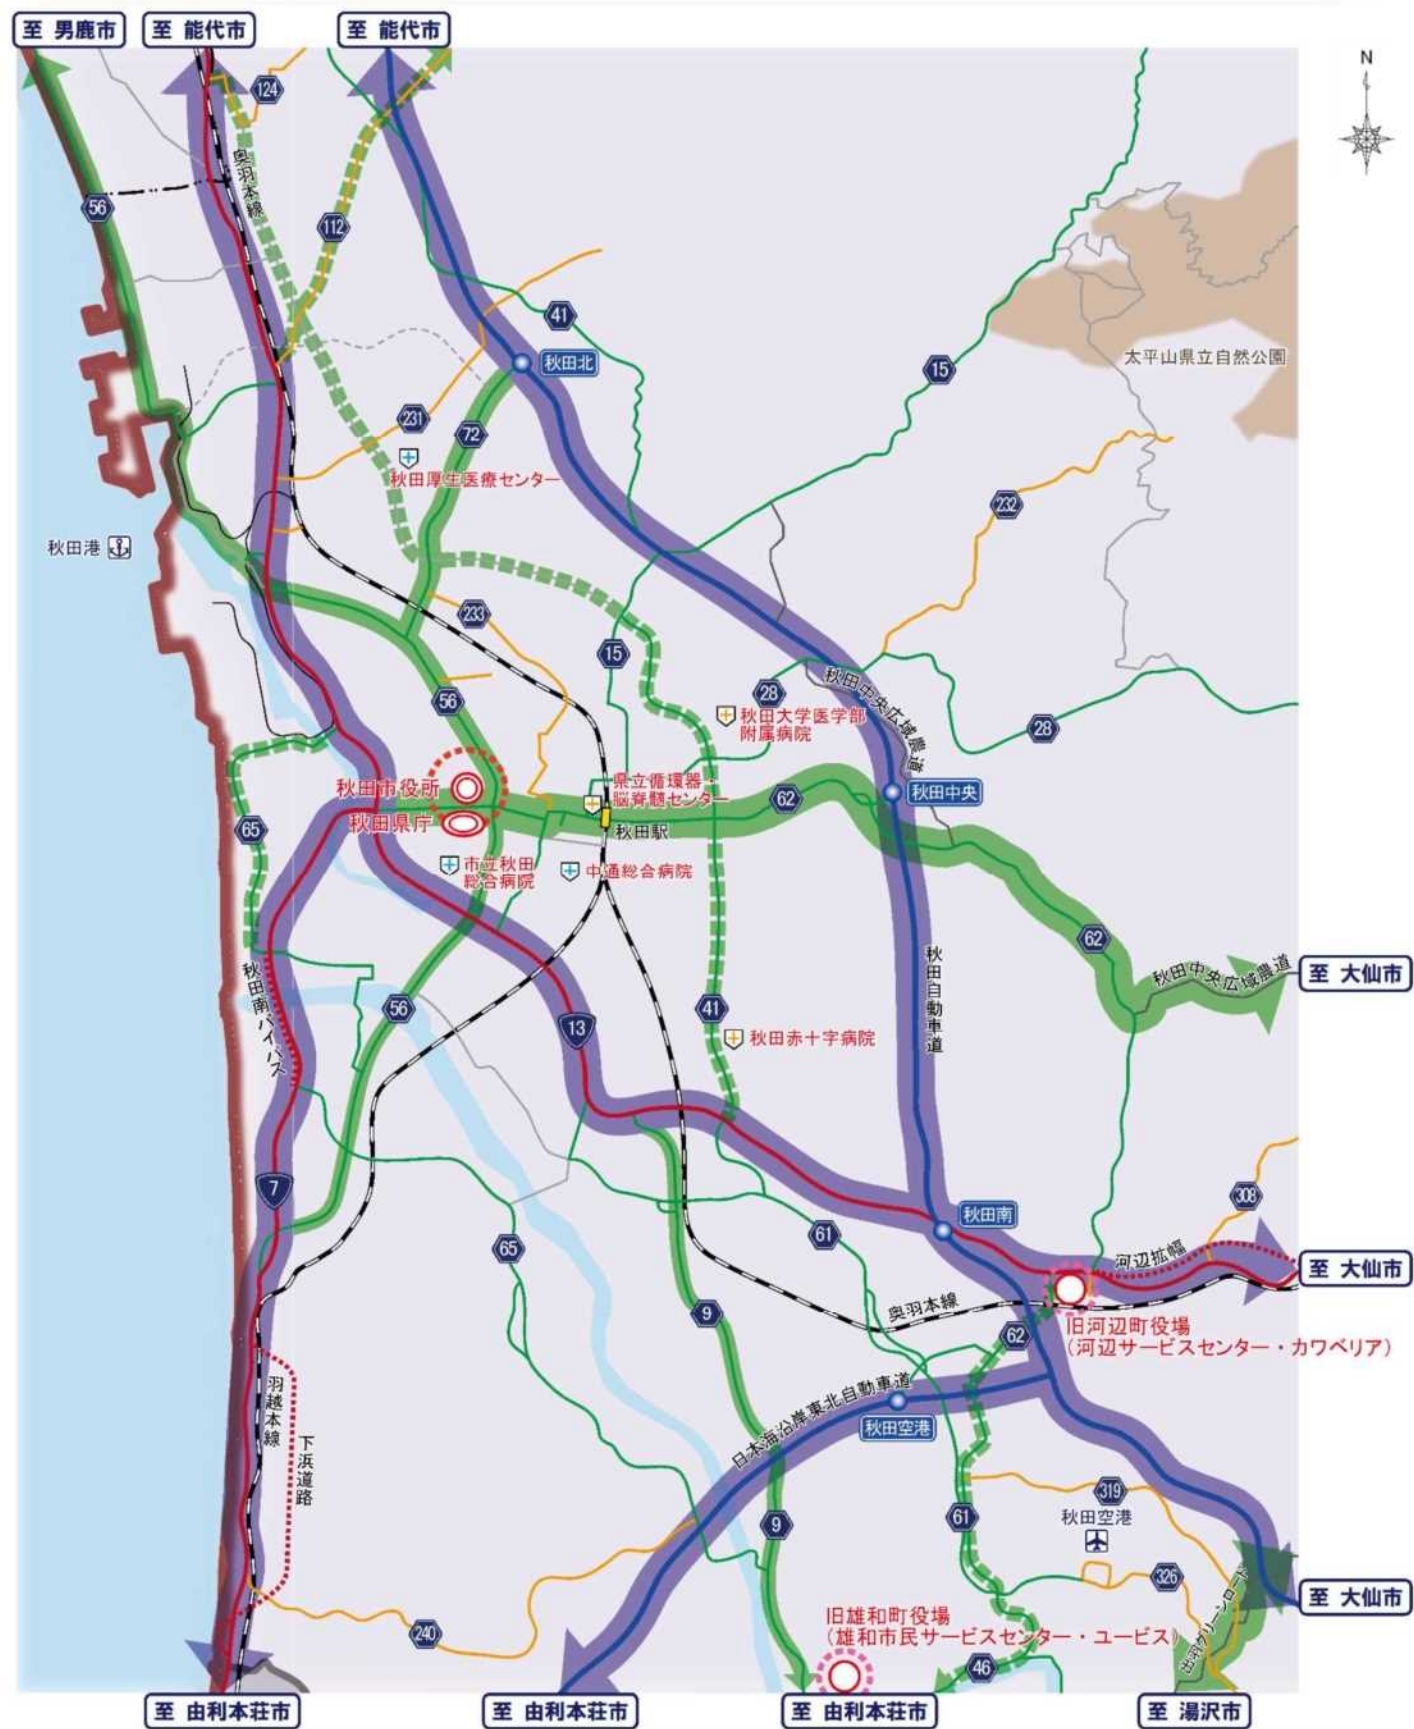 至 男鹿市
至 能代市
至 能代市
N
124
奥羽本線
56
112
41
秋田北
15
太平山県立自然公園
231
72
秋田厚生医療センター
232
秋田港
233
15
28
秋田中央広域農道
56
秋田大学医学部
附属病院
28
秋田市役所
県立循環器・
脳脊髄センター
62
秋田中央
秋田県庁
65
秋田駅
市立秋田
総合病院
中通総合病院
62
秋田自動車道
秋田中央広域農道
至 大仙市
秋田南バイパス
56
41
13
秋田赤十字病院
7
308
秋田南
61
65
河辺拡幅
至 大仙市
奥羽本線
9
62
旧河辺町役場
(河辺サービスセンター・カワベリア)
羽越本線
日本海沿岸東北自動車道
秋田空港
下浜道路
319
9
61
秋田空港
326
至 大仙市
出羽グリーンロード
240
旧雄和町役場
(雄和市民サービスセンター・ユービス)
46
至 由利本荘市
至 由利本荘市
至 由利本荘市
至 湯沢市